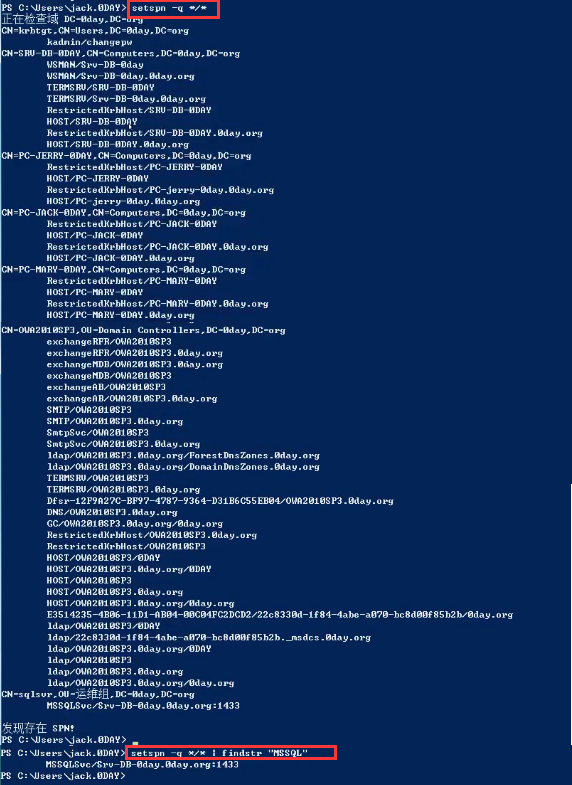 PS C:\Users\jack.0DAY> setspn -q */*
正在检查域 DC=0day,DC=org
CN=krbtgt,CN=Users,DC=0day,DC=org
kadmin/changepw
CN=SRV-DB-0DAY,CN=Computers,DC=0day,DC=org
WSMAN/Srv-DB-0day
WSMAN/Srv-DB-0day.0day.org
TERMSRV/SRV-DB-0DAY
TERMSRV/Srv-DB-0day.0day.org
RestrictedKrbHost/SRV-DB-0DAY
HOST/SRV-DB-0DAY
RestrictedKrbHost/SRV-DB-0DAY.0day.org
HOST/SRV-DB-0DAY.0day.org
CN=PC-JERRY-0DAY,CN=Computers,DC=0day,DC=org
RestrictedKrbHost/PC-JERRY-0DAY
HOST/PC-JERRY-0DAY
RestrictedKrbHost/PC-jerry-0day.0day.org
HOST/PC-jerry-0day.0day.org
CN=PC-JACK-0DAY,CN=Computers,DC=0day,DC=org
RestrictedKrbHost/PC-JACK-0DAY
HOST/PC-JACK-0DAY
RestrictedKrbHost/PC-JACK-0DAY.0day.org
HOST/PC-JACK-0DAY.0day.org
CN=PC-MARY-0DAY,CN=Computers,DC=0day,DC=org
RestrictedKrbHost/PC-MARY-0DAY
HOST/PC-MARY-0DAY
RestrictedKrbHost/PC-MARY-0DAY.0day.org
HOST/PC-MARY-0DAY.0day.org
CN=OWA2010SP3,OU=Domain Controllers,DC=0day,DC=org
exchangeRFR/OWA2010SP3
exchangeRFR/OWA2010SP3.0day.org
exchangeMDB/OWA2010SP3.0day.org
exchangeMDB/OWA2010SP3
exchangeAB/OWA2010SP3
exchangeAB/OWA2010SP3.0day.org
SMTP/OWA2010SP3
SMTP/OWA2010SP3.0day.org
SmtpSvc/OWA2010SP3
SmtpSvc/OWA2010SP3.0day.org
ldap/OWA2010SP3.0day.org/ForestDnsZones.0day.org
ldap/OWA2010SP3.0day.org/DomainDnsZones.0day.org
TERMSRV/OWA2010SP3
TERMSRV/OWA2010SP3.0day.org
Dfsr-12F9A27C-BF97-4787-9364-D31B6C55EB04/OWA2010SP3.0day.org
DNS/OWA2010SP3.0day.org
GC/OWA2010SP3.0day.org/0day.org
RestrictedKrbHost/OWA2010SP3.0day.org
RestrictedKrbHost/OWA2010SP3
HOST/OWA2010SP3/0DAY
HOST/OWA2010SP3.0day.org/0DAY
HOST/OWA2010SP3
HOST/OWA2010SP3.0day.org
HOST/OWA2010SP3.0day.org/0day.org
E3514235-4B06-11D1-AB04-00C04FC2DCD2/22c8330d-1f84-4abe-a070-bc8d00f85b2b/0day.org
ldap/OWA2010SP3/0DAY
ldap/22c8330d-1f84-4abe-a070-bc8d00f85b2b._msdcs.0day.org
ldap/OWA2010SP3.0day.org/0DAY
ldap/OWA2010SP3
ldap/OWA2010SP3.0day.org
ldap/OWA2010SP3.0day.org/0day.org
CN=sqlsvr,OU=运维组,DC=0day,DC=org
MSSQLSvc/Srv-DB-0day.0day.org:1433
发现存在 SPN!
PS C:\Users\jack.0DAY> _
PS C:\Users\jack.0DAY> setspn -q */* | findstr "MSSQL"
MSSQLSvc/Srv-DB-0day.0day.org:1433
PS C:\Users\jack.0DAY>